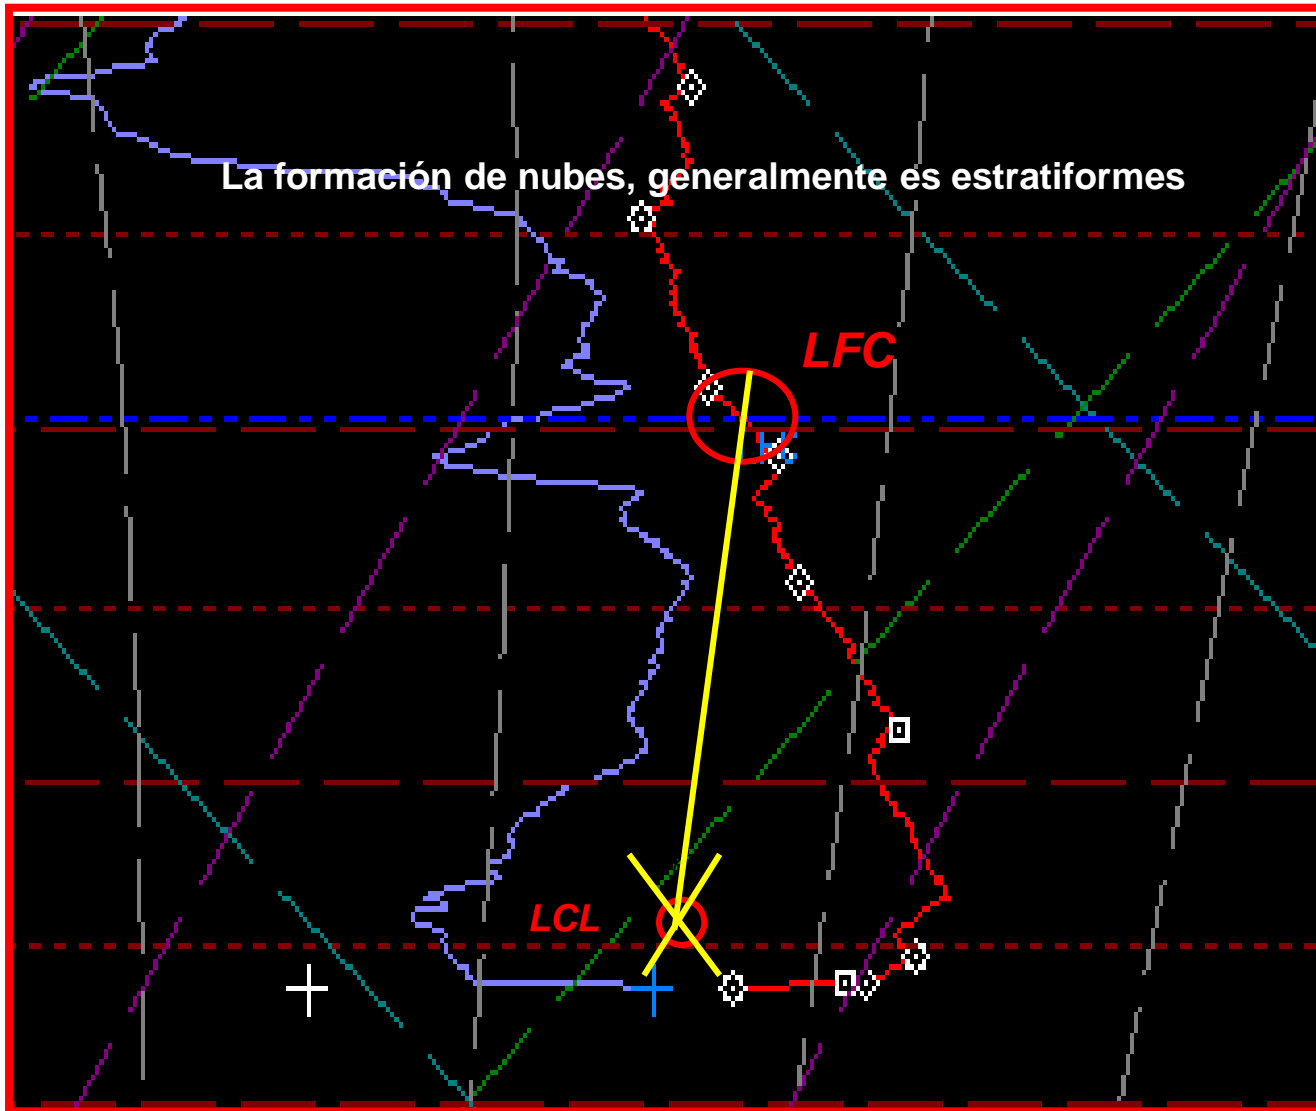 La formación de nubes, generalmente es estratiformes
LFC
LCL